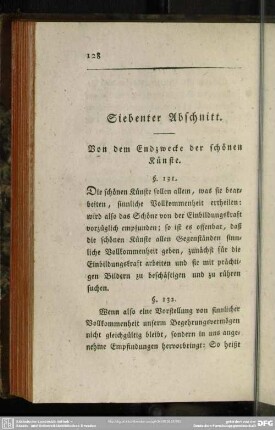 128
Siebenter Abschnitt.
Von dem Endzwecke der schönen
Künste.
§. 131.
Die schönen Künste sollen allem, was sie bear-
beiten, sinnliche Vollkommenheit ertheilen:
wird also das Schöne von der Einbildungskraft
vorzüglich empfunden; so ist es offenbar, daß
die schönen Künste allen Gegenständen sinn-
liche Vollkommenheit geben, zunächst für die
Einbildungskraft arbeiten und sie mit prächti-
gen Bildern zu beschäftigen und zu rühren
suchen.
§. 132.
Wenn also eine Vorstellung von sinnlicher
Vollkommenheit unserm Begehrungsvermögen
nicht gleichgültig bleibt, sondern in uns ange-
nehme Empfindungen hervorbringt: So heißt
DFG